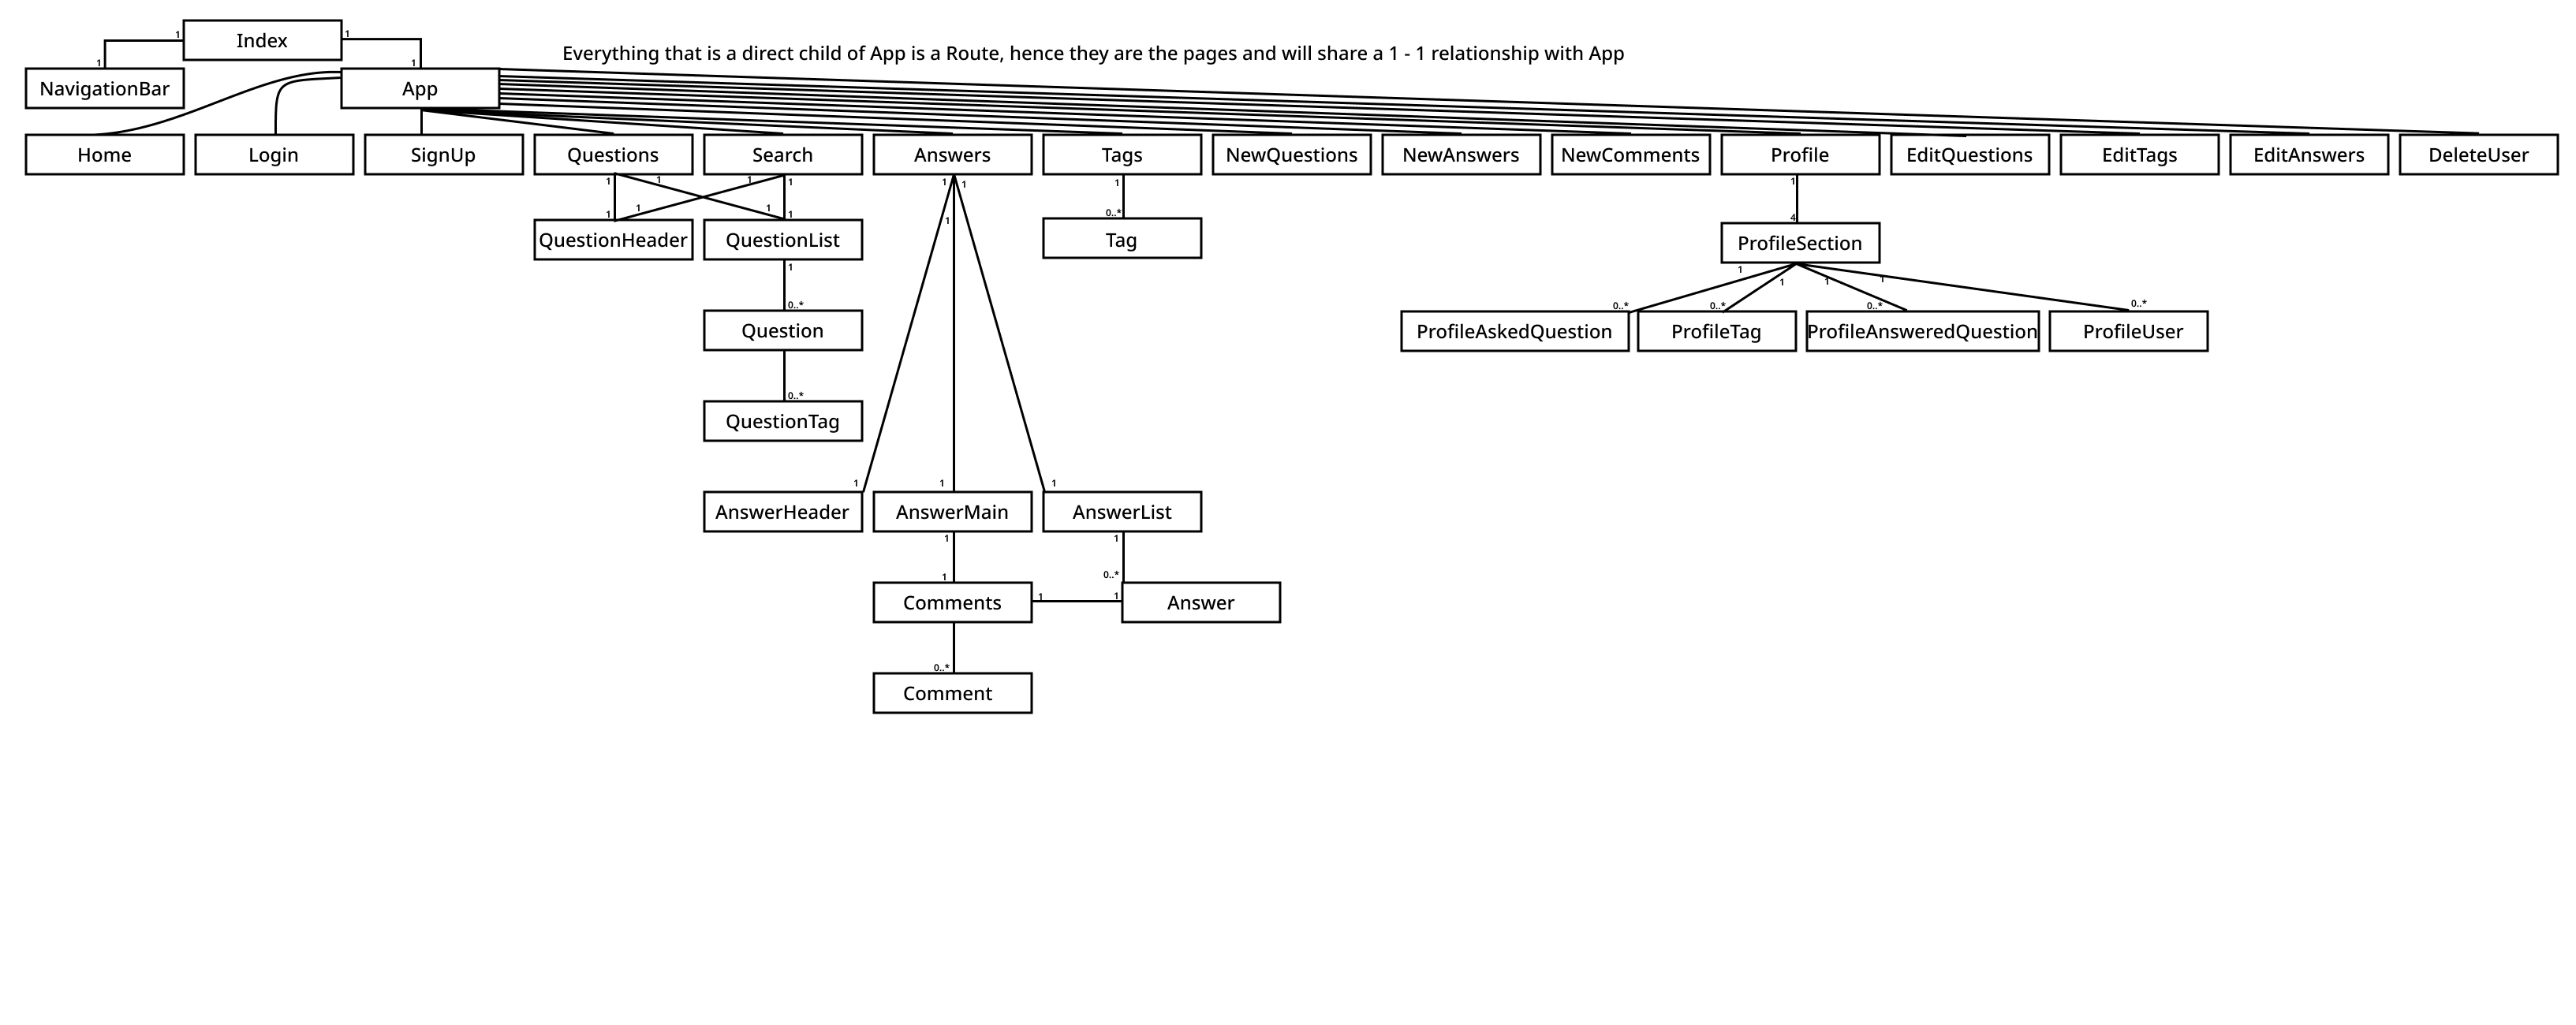 Index
1
1
Everything that is a direct child of App is a Route, hence they are the pages and will share a 1 - 1 relationship with App
1
1
NavigationBar
App
Home
Login
SignUp
Questions
Search
Answers
Tags
NewQuestions
NewAnswers
NewComments
Profile
EditQuestions
EditTags
EditAnswers
DeleteUser
1
1
1
1
1
1
1
1
1
1
1
1
1
0..*
4
QuestionHeader
QuestionList
Tag
ProfileSection
1
1
1
1
1
0..*
0..*
0..*
0..*
0..*
Question
ProfileAskedQuestion
ProfileTag
ProfileAnsweredQuestion
ProfileUser
0..*
QuestionTag
1
1
1
AnswerHeader
AnswerMain
AnswerList
1
1
1
0..*
Comments
1
1
Answer
0..*
Comment